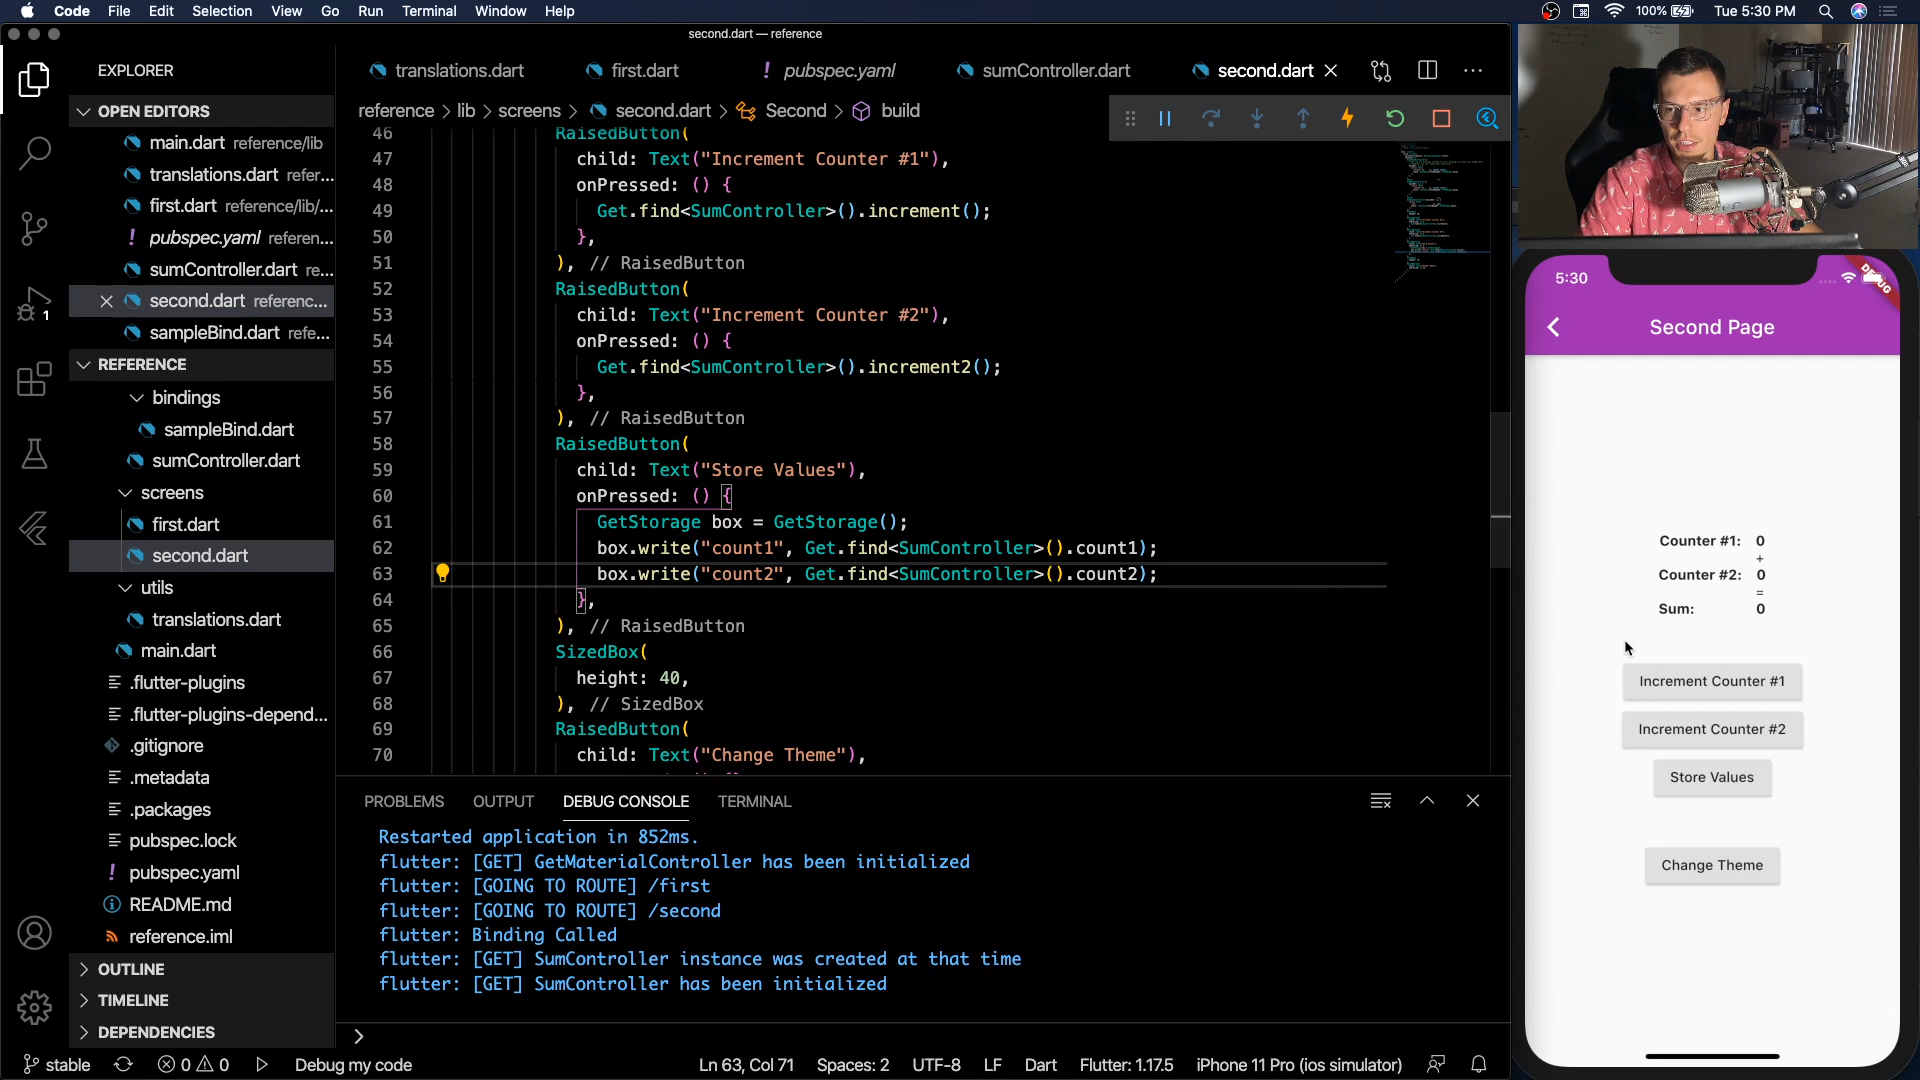 Code File Edit Selection View Go Run Terminal Window Help
100% Tue 5:30 PM
second.dart — reference
EXPLORER
OPEN EDITORS
main.dart reference/lib
translations.dart refer...
first.dart reference/lib/...
! pubspec.yaml referen...
sumController.dart re...
second.dart referenc...
sampleBind.dart refe...
REFERENCE
bindings
sampleBind.dart
sumController.dart
screens
first.dart
second.dart
utils
translations.dart
main.dart
.flutter-plugins
.flutter-plugins-depend...
.gitignore
.metadata
.packages
pubspec.lock
! pubspec.yaml
README.md
reference.iml
OUTLINE
TIMELINE
DEPENDENCIES
1
translations.dart first.dart ! pubspec.yaml sumController.dart second.dart
reference > lib > screens > second.dart > Second > build
46 RaisedButton(
47 child: Text("Increment Counter #1"),
48 onPressed: () {
49 Get.find<SumController>().increment();
50 },
51 ), // RaisedButton
52 RaisedButton(
53 child: Text("Increment Counter #2"),
54 onPressed: () {
55 Get.find<SumController>().increment2();
56 },
57 ), // RaisedButton
58 RaisedButton(
59 child: Text("Store Values"),
60 onPressed: () {
61 GetStorage box = GetStorage();
62 box.write("count1", Get.find<SumController>().count1);
63 box.write("count2", Get.find<SumController>().count2);
64 },
65 ), // RaisedButton
66 SizedBox(
67 height: 40,
68 ), // SizedBox
69 RaisedButton(
70 child: Text("Change Theme"),
PROBLEMS OUTPUT DEBUG CONSOLE TERMINAL
Restarted application in 852ms.
flutter: [GET] GetMaterialController has been initialized
flutter: [GOING TO ROUTE] /first
flutter: [GOING TO ROUTE] /second
flutter: Binding Called
flutter: [GET] SumController instance was created at that time
flutter: [GET] SumController has been initialized
stable 0 0 Debug my code Ln 63, Col 71 Spaces: 2 UTF-8 LF Dart Flutter: 1.17.5 iPhone 11 Pro (ios simulator)
5:30
DEBUG
Second Page
Counter #1: 0
+
Counter #2: 0
=
Sum: 0
Increment Counter #1
Increment Counter #2
Store Values
Change Theme